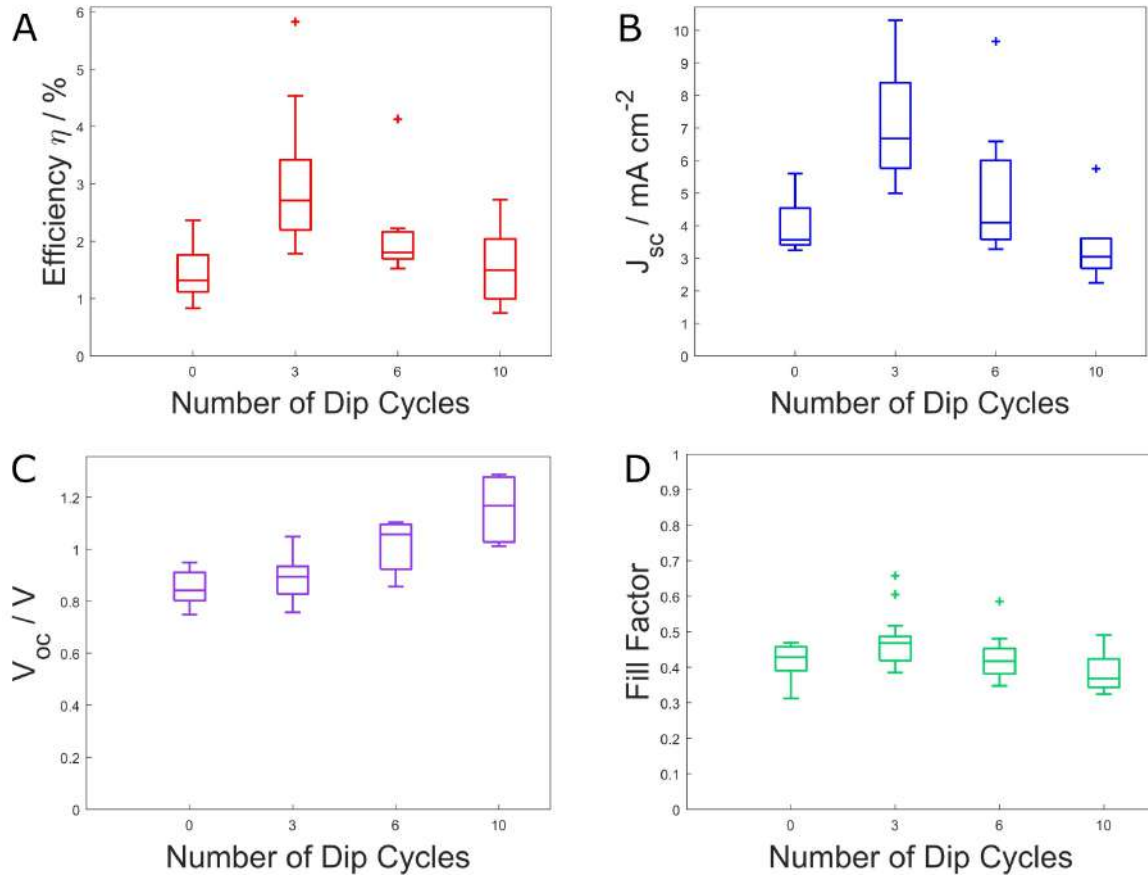 A
Efficiency η / %
6
5
4
3
2
1
0
0 3 6 10
Number of Dip Cycles
B
J_sc / mA cm^-2
10
9
8
7
6
5
4
3
2
1
0
0 3 6 10
Number of Dip Cycles
C
V_oc / V
1.2
1
0.8
0.6
0.4
0.2
0
0 3 6 10
Number of Dip Cycles
D
Fill Factor
1
0.9
0.8
0.7
0.6
0.5
0.4
0.3
0.2
0.1
0
0 3 6 10
Number of Dip Cycles